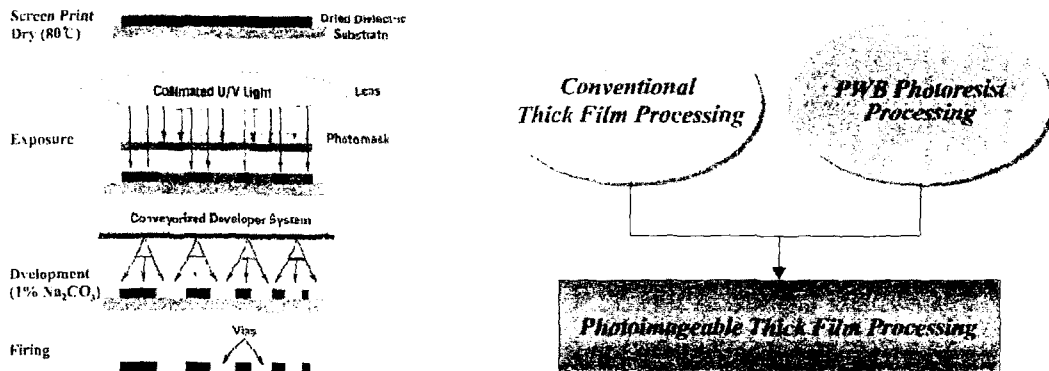 Screen Print
Dry (80℃)
Dried Dielectric
Substrate
Collimated U/V Light
Lens
Exposure
Photomask
Conveyorized Developer System
Dvelopment
(1% Na₂CO₃)
Vias
Firing
Conventional
Thick Film Processing
PWB Photoresist
Processing
Photoimageable Thick Film Processing